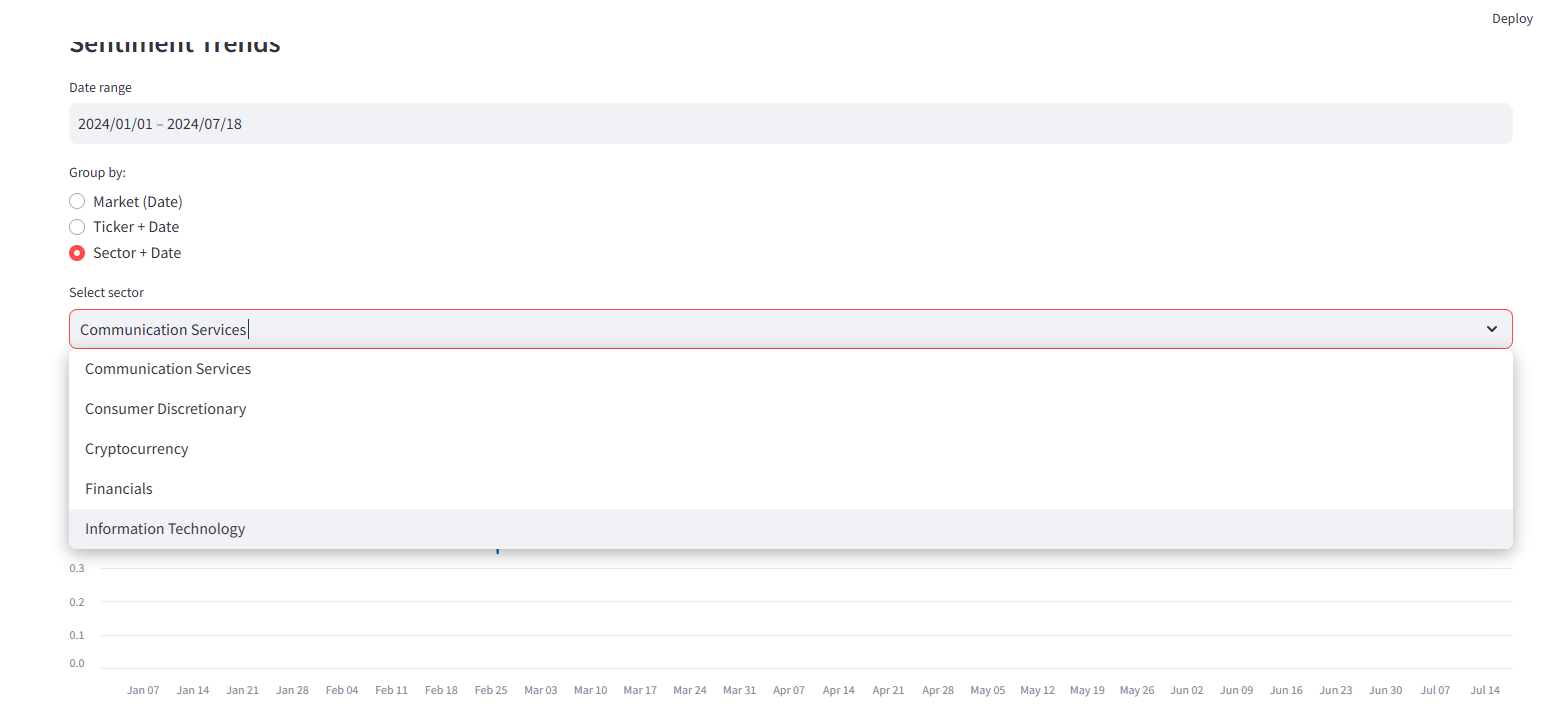 Deploy
Sentiment Trends
Date range
2024/01/01 – 2024/07/18
Group by:
Market (Date)
Ticker + Date
Sector + Date
Select sector
Communication Services
Communication Services
Consumer Discretionary
Cryptocurrency
Financials
Information Technology
0.3
0.2
0.1
0.0
Jan 07 Jan 14 Jan 21 Jan 28 Feb 04 Feb 11 Feb 18 Feb 25 Mar 03 Mar 10 Mar 17 Mar 24 Mar 31 Apr 07 Apr 14 Apr 21 Apr 28 May 05 May 12 May 19 May 26 Jun 02 Jun 09 Jun 16 Jun 23 Jun 30 Jul 07 Jul 14